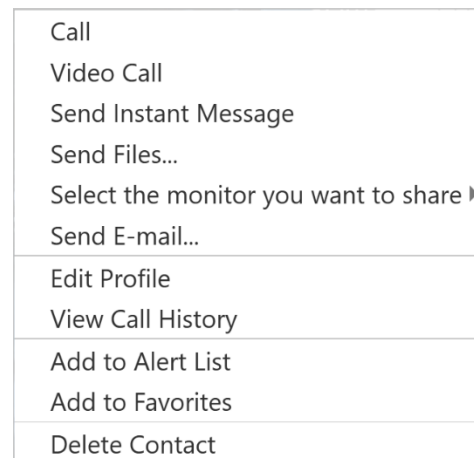 Call
Video Call
Send Instant Message
Send Files...
Select the monitor you want to share
Send E-mail...
Edit Profile
View Call History
Add to Alert List
Add to Favorites
Delete Contact